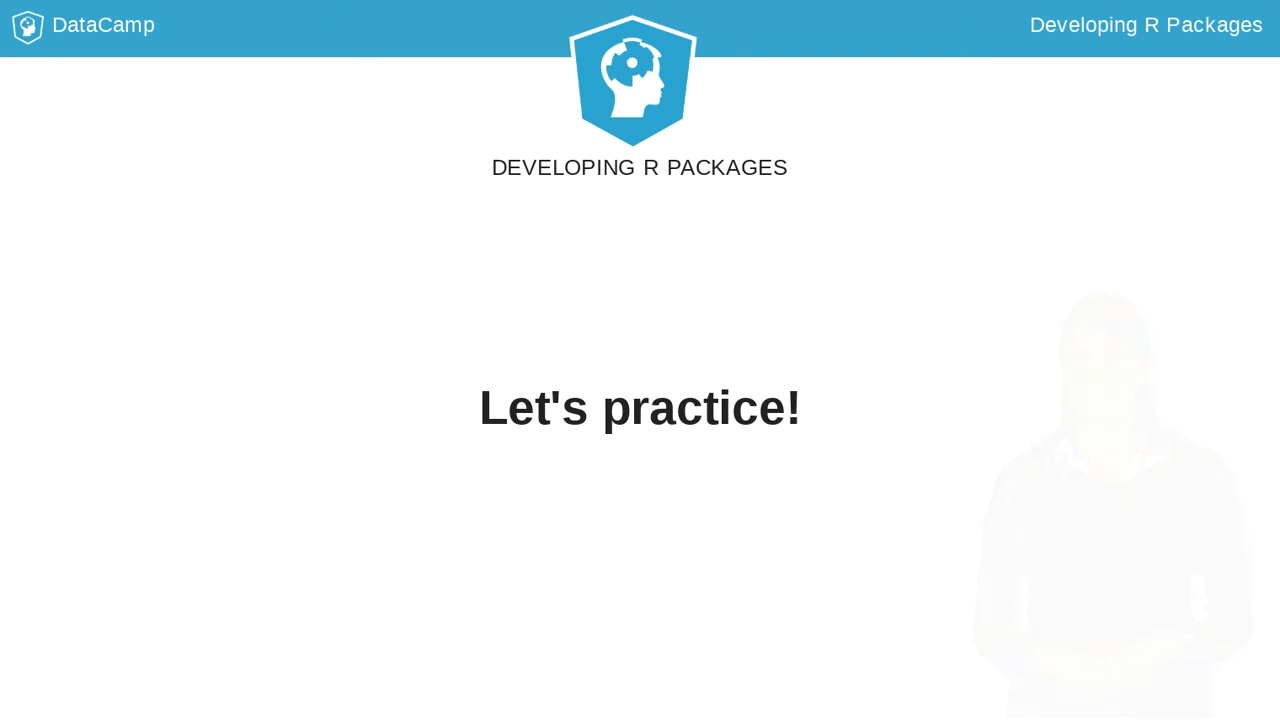 DataCamp
Developing R Packages
DEVELOPING R PACKAGES
Let's practice!